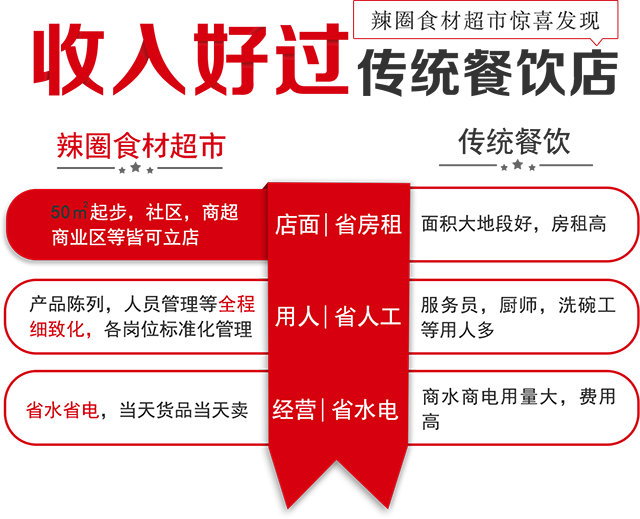 辣圈食材超市惊喜发现
收入好过传统餐饮店
辣圈食材超市
传统餐饮
50㎡起步，社区，商超
商业区等皆可立店
店面|省房租
面积大地段好，房租高
产品陈列，人员管理等全程
细致化，各岗位标准化管理
用人|省人工
服务员，厨师，洗碗工
等用人多
省水省电，当天货品当天卖
经营|省水电
商水商电用量大，费用
高